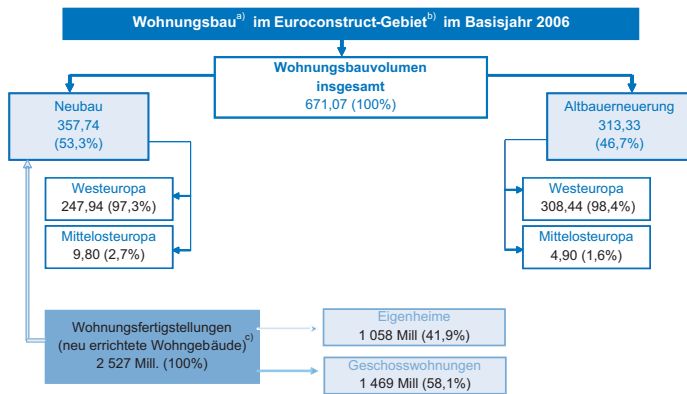 Wohnungsbau a) im Euroconstruct-Gebiet b) im Basisjahr 2006
Wohnungsbauvolumen
insgesamt
671,07 (100%)
Neubau
357,74
(53,3%)
Altbauerneuerung
313,33
(46,7%)
Westeuropa
247,94 (97,3%)
Mittelosteuropa
9,80 (2,7%)
Westeuropa
308,44 (98,4%)
Mittelosteuropa
4,90 (1,6%)
Wohnungsfertigstellungen
(neu errichtete Wohngebäude) c)
2 527 Mill. (100%)
Eigenheime
1 058 Mill (41,9%)
Geschosswohnungen
1 469 Mill (58,1%)